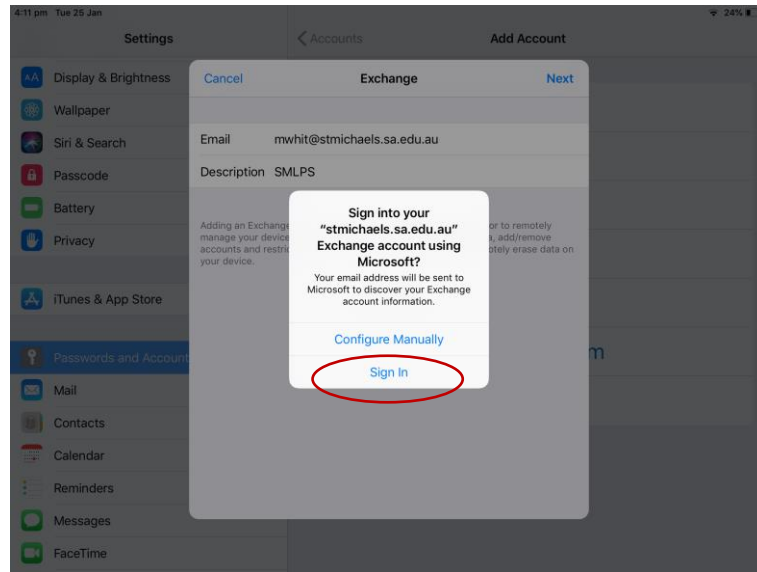 4:11 pm Tue 25 Jan
24%
Settings
Accounts
Add Account
Display & Brightness
Wallpaper
Siri & Search
Passcode
Battery
Privacy
iTunes & App Store
Passwords and Account
Mail
Contacts
Calendar
Reminders
Messages
FaceTime
Cancel
Exchange
Next
Email mwhit@stmichaels.sa.edu.au
Description SMLPS
Adding an Exchange
manage your device
accounts and restric
your device.
or to remotely
a, add/remove
otely erase data on
Sign into your
"stmichaels.sa.edu.au"
Exchange account using
Microsoft?
Your email address will be sent to
Microsoft to discover your Exchange
account information.
Configure Manually
Sign In
m